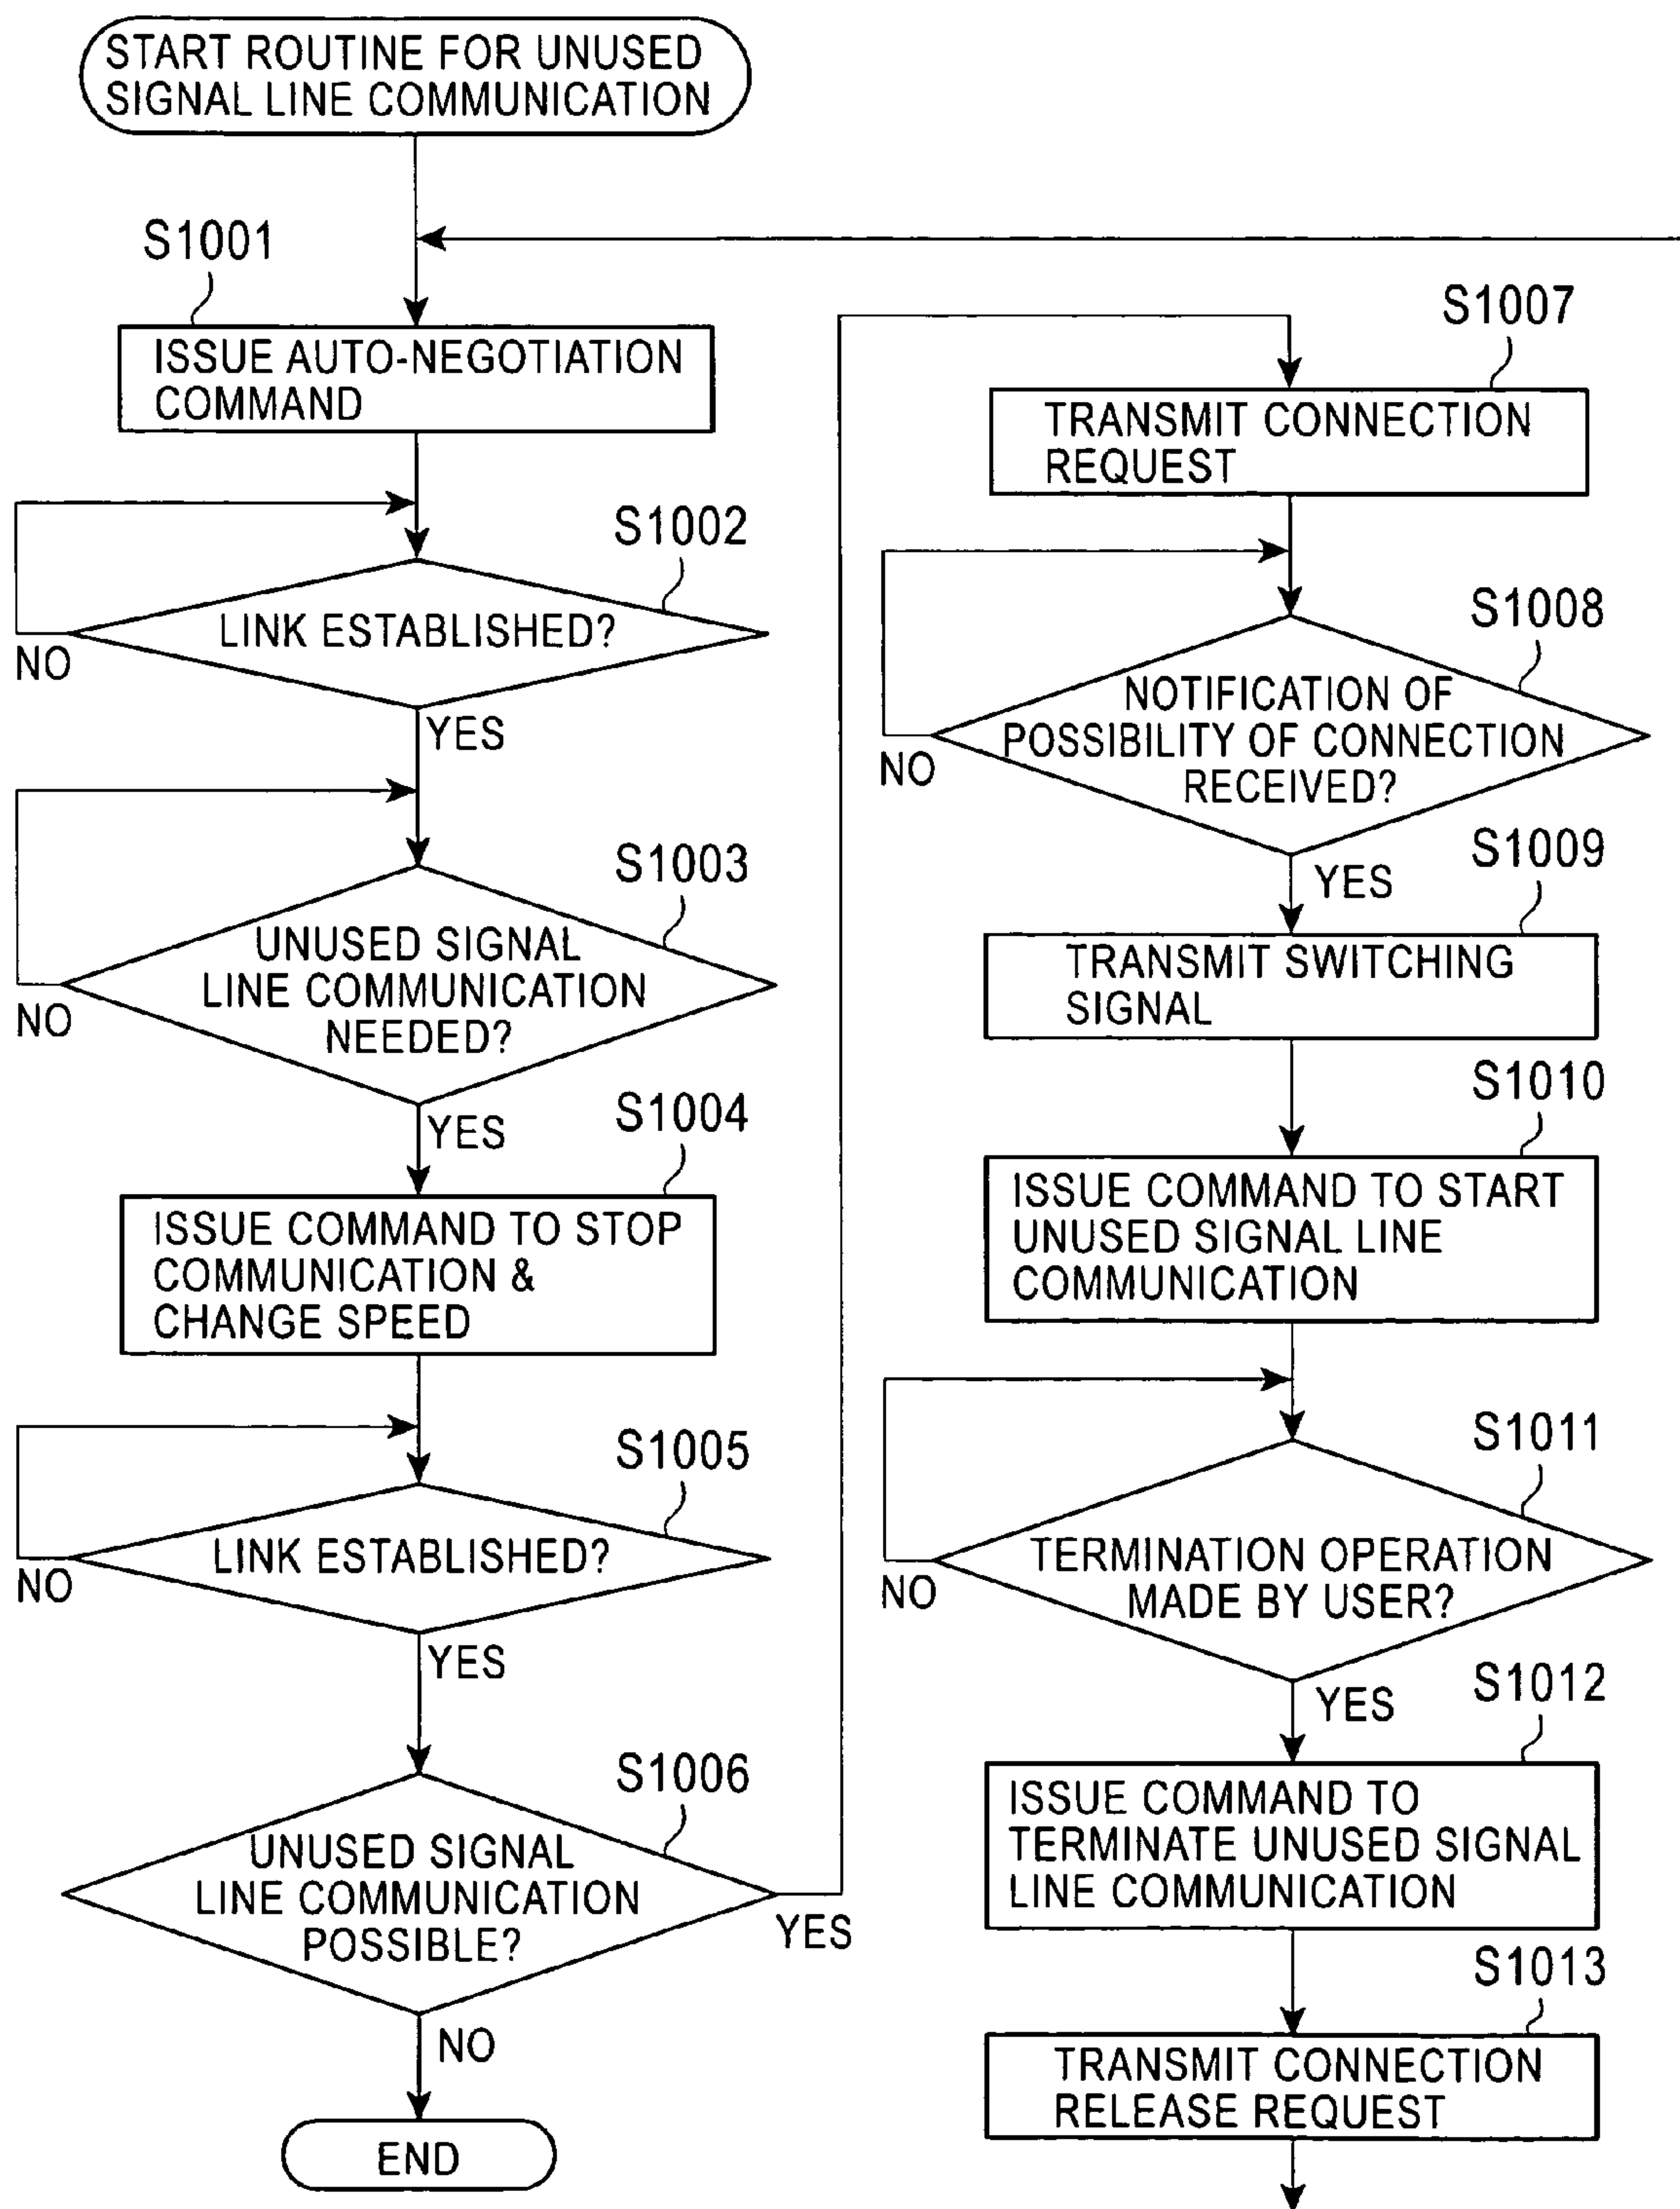 START ROUTINE FOR UNUSED
SIGNAL LINE COMMUNICATION
S1001
ISSUE AUTO-NEGOTIATION
COMMAND
S1002
LINK ESTABLISHED?
NO
YES
S1003
UNUSED SIGNAL
LINE COMMUNICATION
NEEDED?
NO
YES
S1004
ISSUE COMMAND TO STOP
COMMUNICATION &
CHANGE SPEED
S1005
LINK ESTABLISHED?
NO
YES
S1006
UNUSED SIGNAL
LINE COMMUNICATION
POSSIBLE?
YES
NO
END
S1007
TRANSMIT CONNECTION
REQUEST
S1008
NOTIFICATION OF
POSSIBILITY OF CONNECTION
RECEIVED?
NO
YES
S1009
TRANSMIT SWITCHING
SIGNAL
S1010
ISSUE COMMAND TO START
UNUSED SIGNAL LINE
COMMUNICATION
S1011
TERMINATION OPERATION
MADE BY USER?
NO
YES
S1012
ISSUE COMMAND TO
TERMINATE UNUSED SIGNAL
LINE COMMUNICATION
S1013
TRANSMIT CONNECTION
RELEASE REQUEST